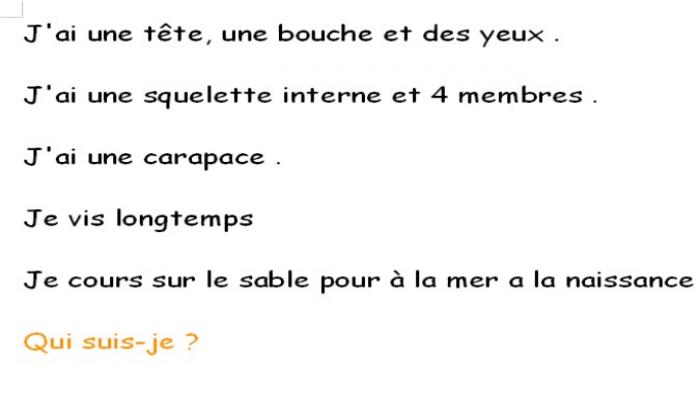 J'ai une tête, une bouche et des yeux .
J'ai une squelette interne et 4 membres .
J'ai une carapace .
Je vis longtemps
Je cours sur le sable pour à la mer a la naissance
Qui suis-je ?